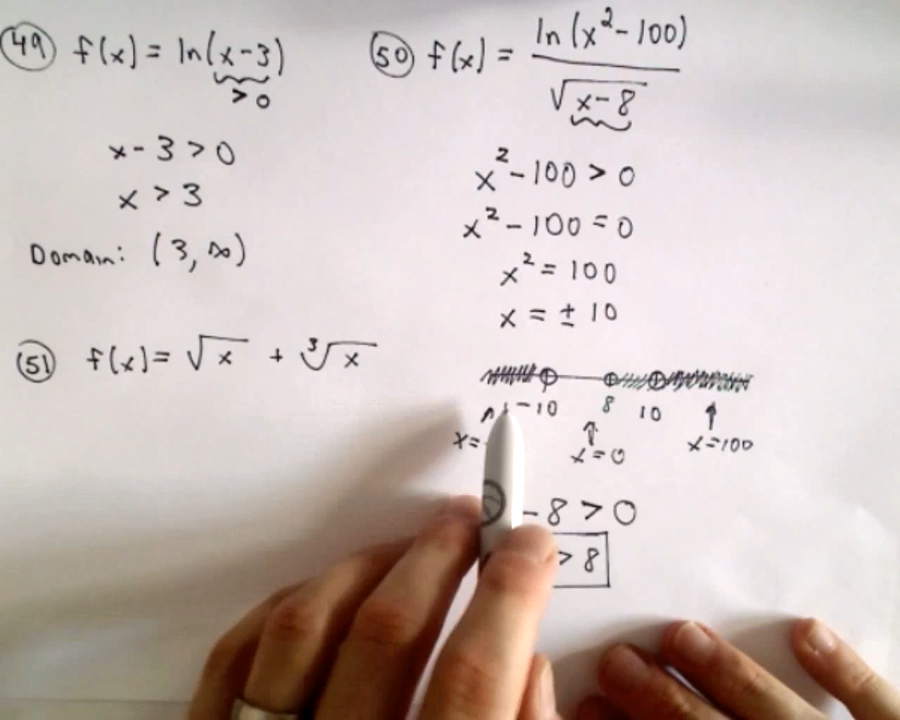 49 f(x) = ln(x-3)
> 0
x - 3 > 0
x > 3
Domain: (3, ∞)
50 f(x) = ln(x² - 100) / √(x - 8)
x² - 100 > 0
x² - 100 = 0
x² = 100
x = ± 10
-10 8 10
x= x=0 x=100
- 8 > 0
> 8
51 f(x) = √x + ³√x